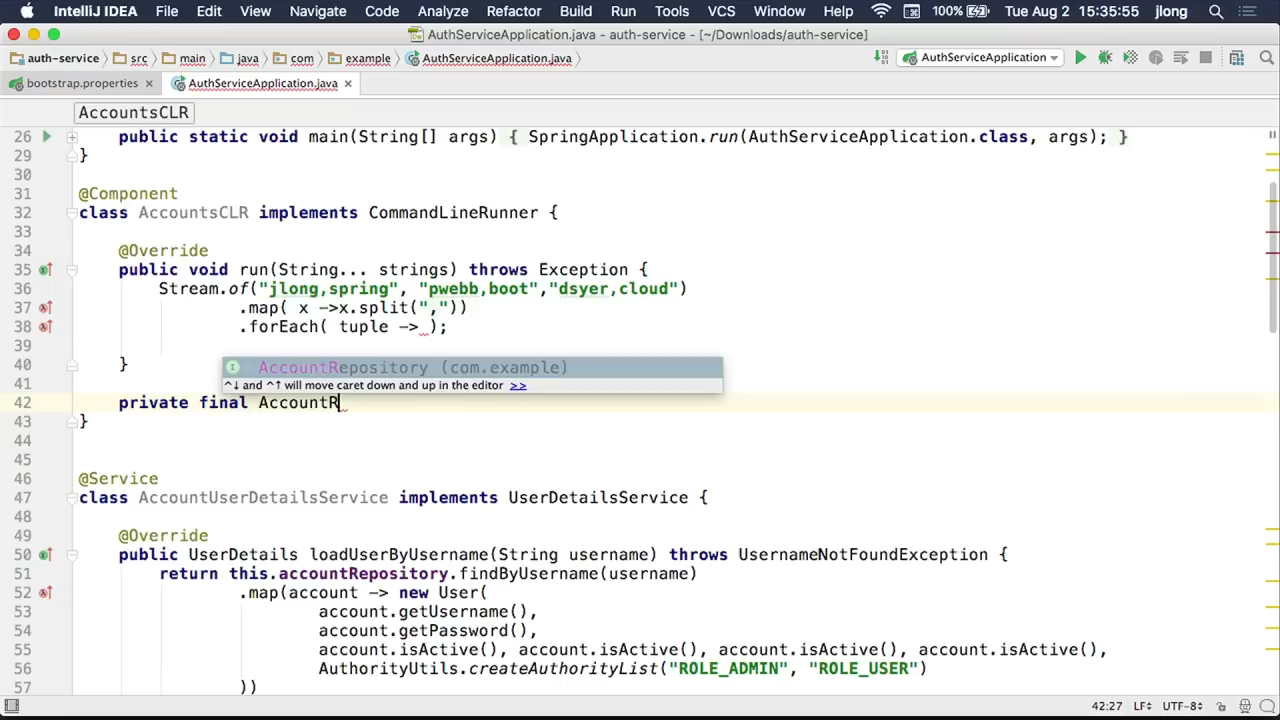 IntelliJ IDEA File Edit View Navigate Code Analyze Refactor Build Run Tools VCS Window Help 100% Tue Aug 2 15:35:55 jlong
AuthServiceApplication.java - auth-service - [~/Downloads/auth-service]
auth-service src main java com example AuthServiceApplication.java AuthServiceApplication
bootstrap.properties AuthServiceApplication.java
AccountsCLR
26 public static void main(String[] args) { SpringApplication.run(AuthServiceApplication.class, args); }
29 }
30
31 @Component
32 class AccountsCLR implements CommandLineRunner {
33
34 @Override
35 public void run(String... strings) throws Exception {
36 Stream.of("jlong,spring", "pwebb,boot","dsyer,cloud")
37 .map( x ->x.split(","))
38 .forEach( tuple -> );
39
AccountRepository (com.example)
40 }
^↓ and ^↑ will move caret down and up in the editor >>
41
42 private final AccountR
43 }
44
45
46 @Service
47 class AccountUserDetailsService implements UserDetailsService {
48
49 @Override
50 public UserDetails loadUserByUsername(String username) throws UsernameNotFoundException {
51 return this.accountRepository.findByUsername(username)
52 .map(account -> new User(
53 account.getUsername(),
54 account.getPassword(),
55 account.isActive(), account.isActive(), account.isActive(), account.isActive(),
56 AuthorityUtils.createAuthorityList("ROLE_ADMIN", "ROLE_USER")
57 ))
42:27 LF UTF-8